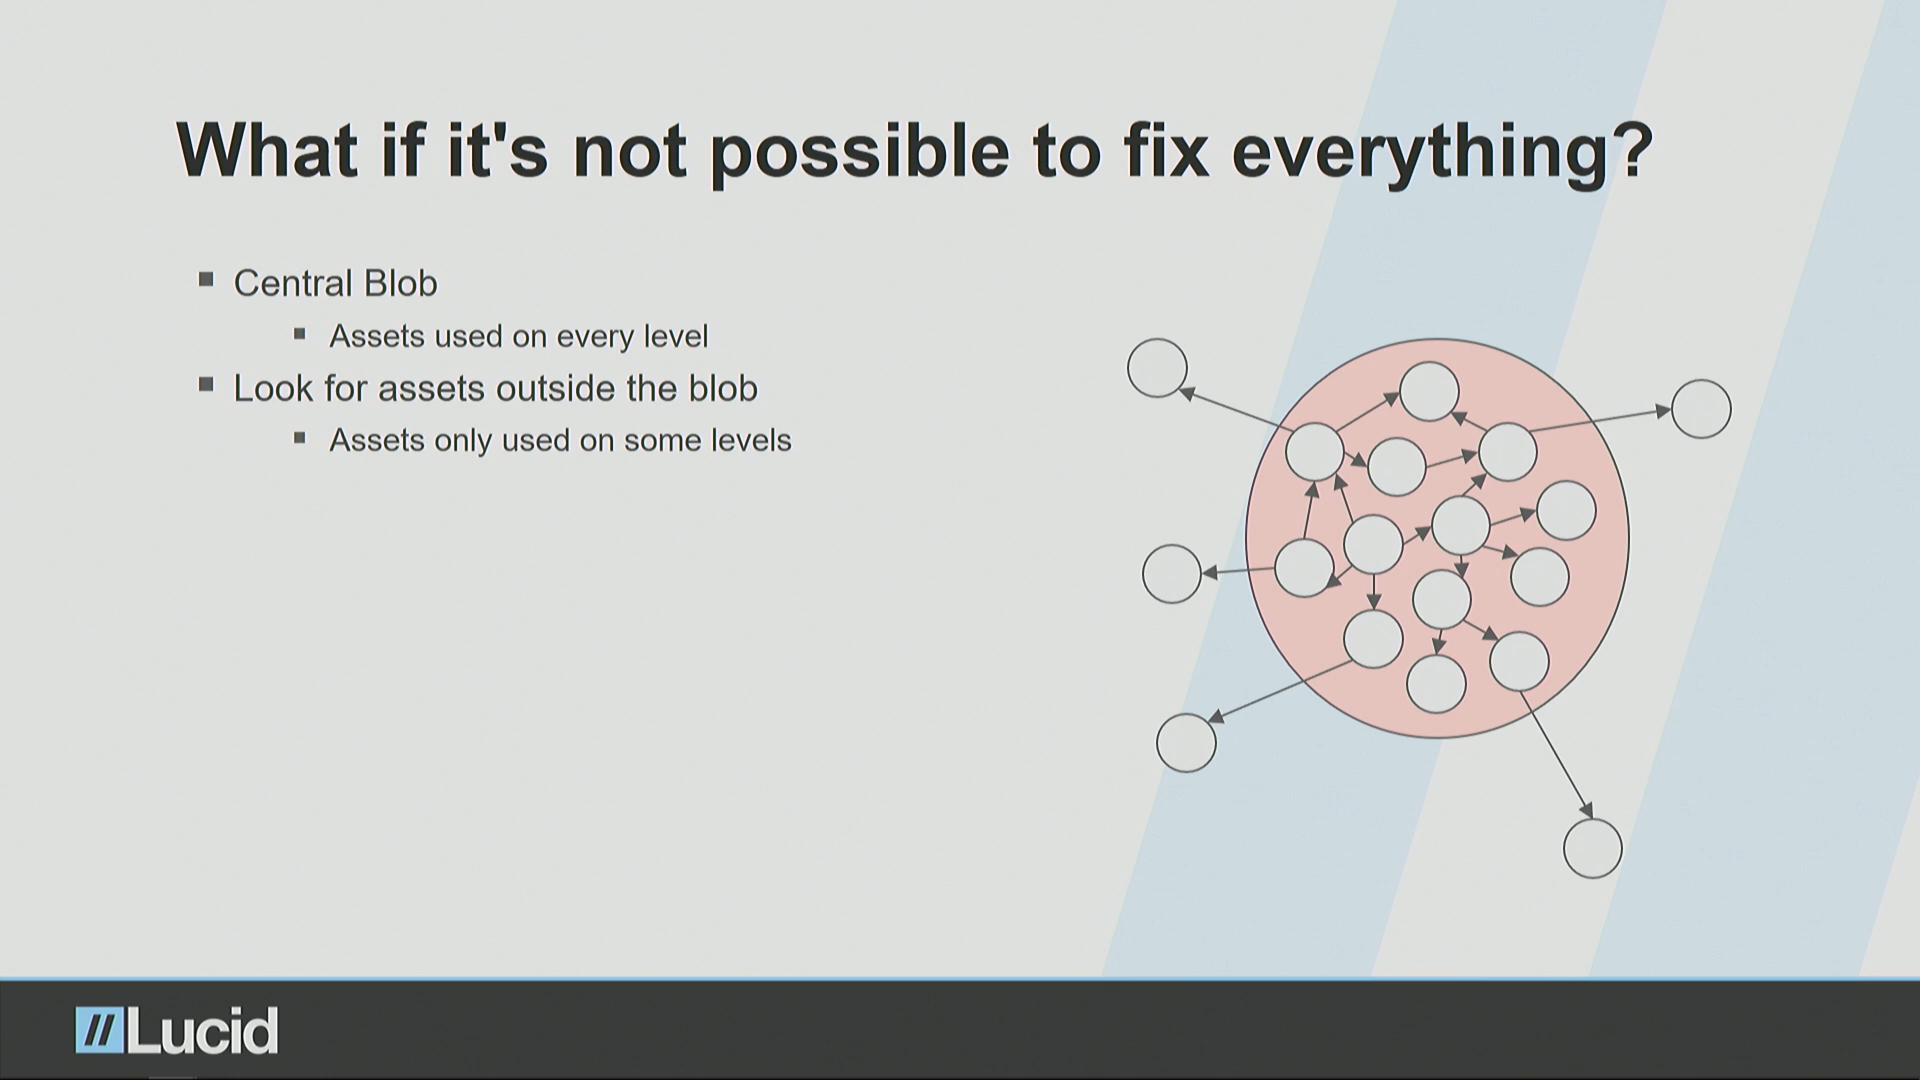 What if it's not possible to fix everything?
Central Blob
Assets used on every level
Look for assets outside the blob
Assets only used on some levels
//Lucid